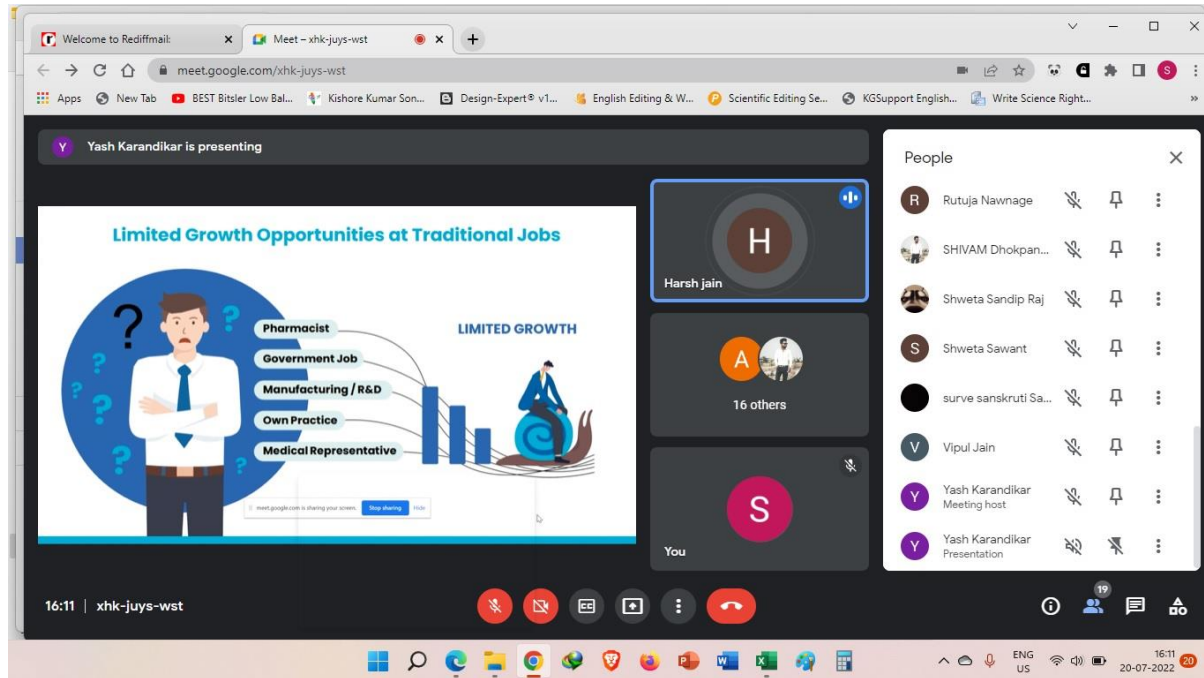 Welcome to Rediffmail:
Meet – xhk-juys-wst
meet.google.com/xhk-juys-wst
S
Apps
New Tab
BEST Bitsler Low Bal...
Kishore Kumar Son...
Design-Expert® v1...
English Editing & W...
Scientific Editing Se...
KGSupport English...
Write Science Right...
»
Y Yash Karandikar is presenting
Limited Growth Opportunities at Traditional Jobs
Pharmacist
Government Job
Manufacturing / R&D
Own Practice
Medical Representative
LIMITED GROWTH
meet.google.com is sharing your screen.
Stop sharing
Hide
H
Harsh jain
A
16 others
S
You
People
R Rutuja Nawnage
SHIVAM Dhokpan...
Shweta Sandip Raj
S Shweta Sawant
surve sanskruti Sa...
V Vipul Jain
Y Yash Karandikar
Meeting host
Y Yash Karandikar
Presentation
16:11 | xhk-juys-wst
CC
19
ENG
US
16:11
20-07-2022
20